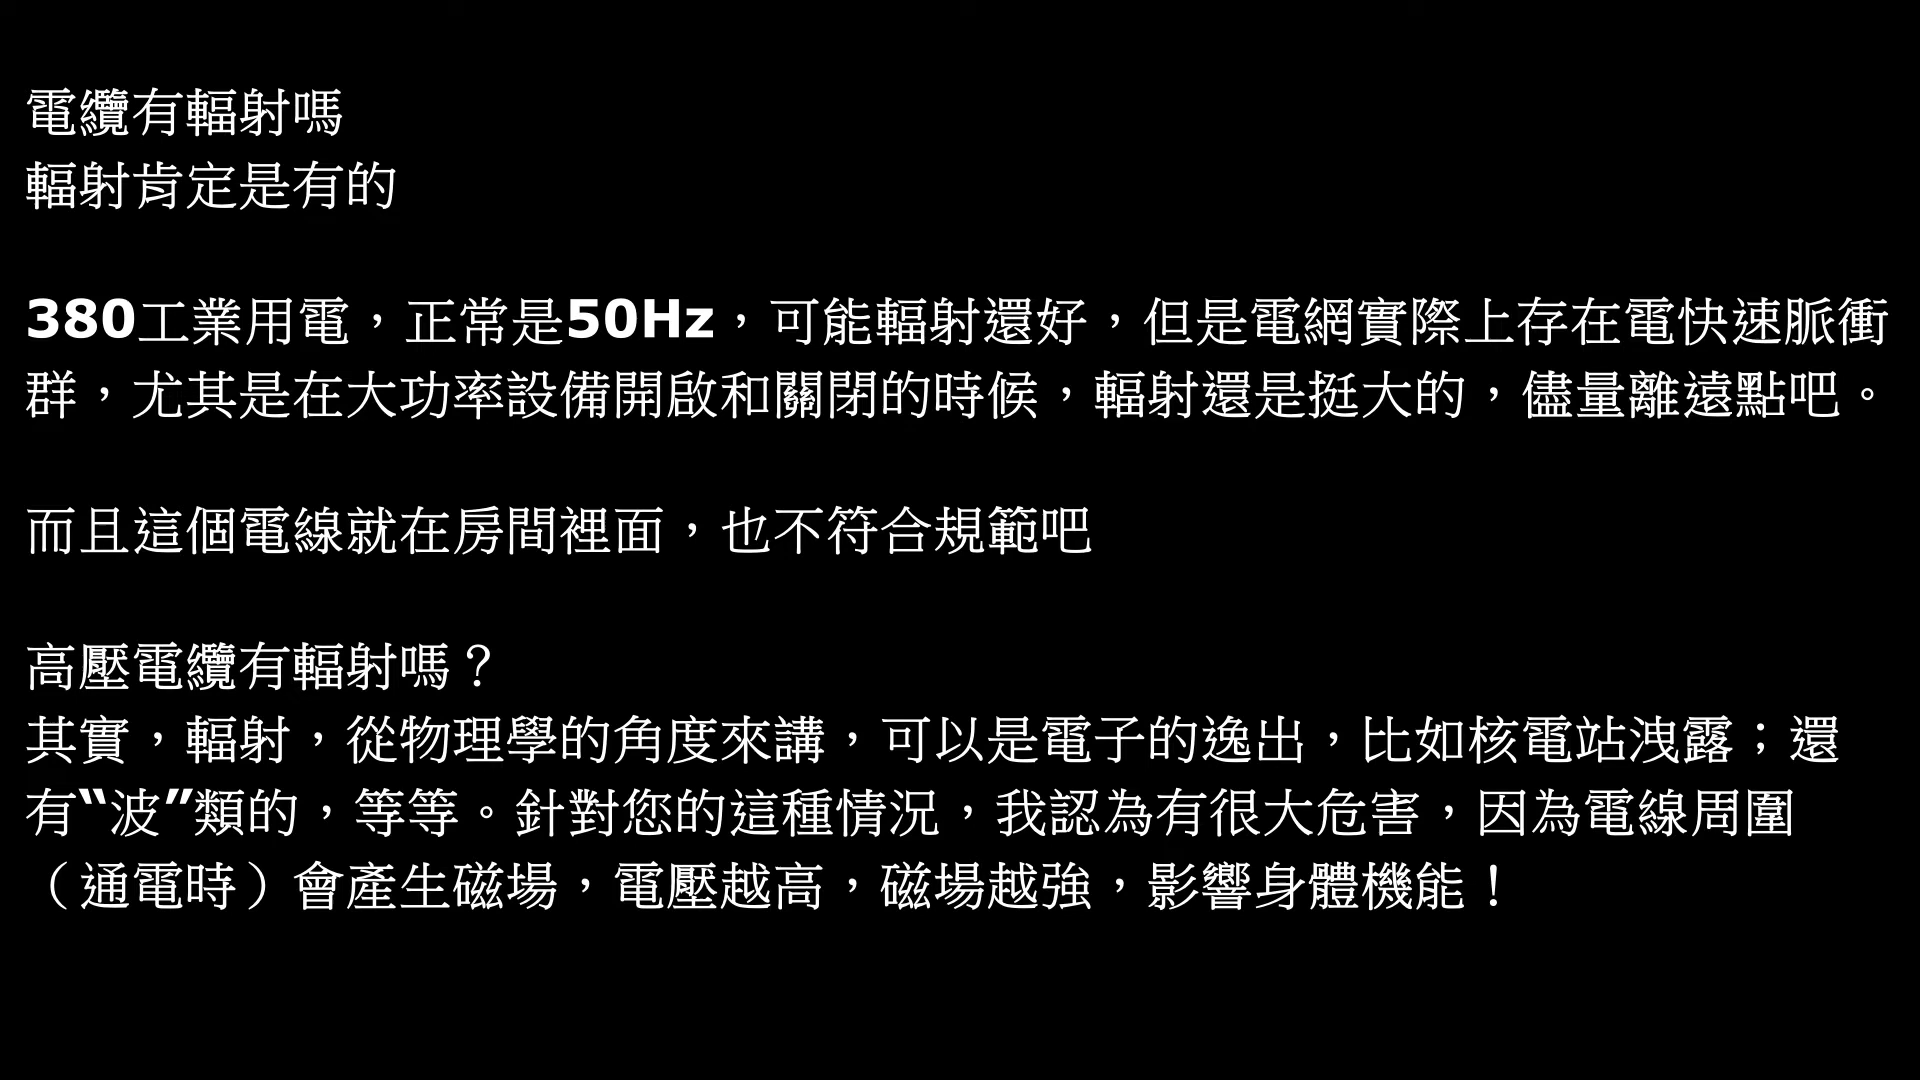 電纜有輻射嗎
輻射肯定是有的
380工業用電，正常是50Hz，可能輻射還好，但是電網實際上存在電快速脈衝
群，尤其是在大功率設備開啟和關閉的時候，輻射還是挺大的，儘量離遠點吧。
而且這個電線就在房間裡面，也不符合規範吧
高壓電纜有輻射嗎？
其實，輻射，從物理學的角度來講，可以是電子的逸出，比如核電站洩露；還
有“波”類的，等等。針對您的這種情況，我認為有很大危害，因為電線周圍
（通電時）會產生磁場，電壓越高，磁場越強，影響身體機能！